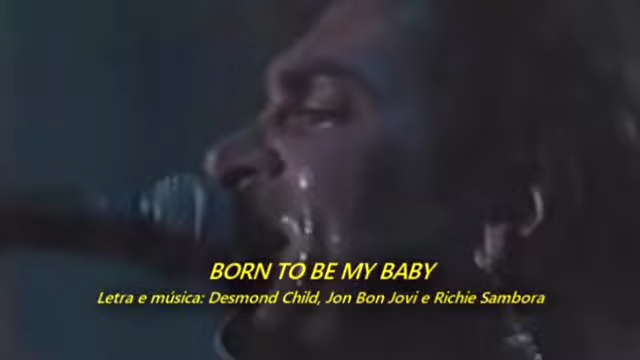 BORN TO BE MY BABY
Letra e música: Desmond Child, Jon Bon Jovi e Richie Sambora